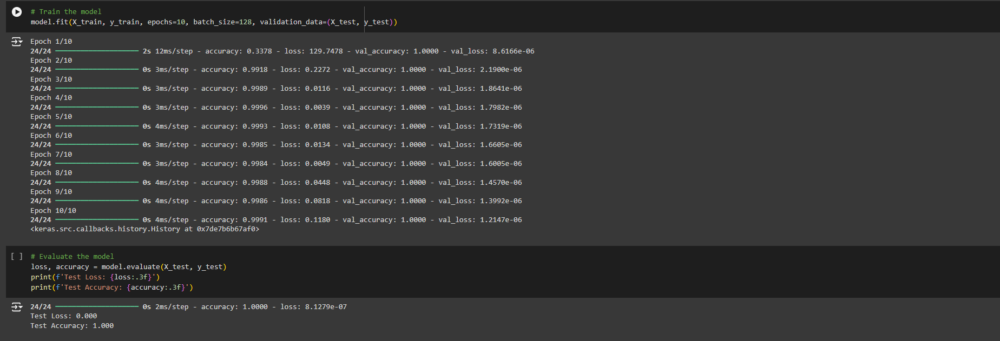 # Train the model
model.fit(X_train, y_train, epochs=10, batch_size=128, validation_data=(X_test, y_test))
Epoch 1/10
24/24 ━━━━━━━━━━━━━━━━━━━━ 2s 12ms/step - accuracy: 0.3378 - loss: 129.7478 - val_accuracy: 1.0000 - val_loss: 8.6166e-06
Epoch 2/10
24/24 ━━━━━━━━━━━━━━━━━━━━ 0s 3ms/step - accuracy: 0.9918 - loss: 0.2272 - val_accuracy: 1.0000 - val_loss: 2.1900e-06
Epoch 3/10
24/24 ━━━━━━━━━━━━━━━━━━━━ 0s 3ms/step - accuracy: 0.9989 - loss: 0.0116 - val_accuracy: 1.0000 - val_loss: 1.8641e-06
Epoch 4/10
24/24 ━━━━━━━━━━━━━━━━━━━━ 0s 3ms/step - accuracy: 0.9996 - loss: 0.0039 - val_accuracy: 1.0000 - val_loss: 1.7982e-06
Epoch 5/10
24/24 ━━━━━━━━━━━━━━━━━━━━ 0s 4ms/step - accuracy: 0.9993 - loss: 0.0108 - val_accuracy: 1.0000 - val_loss: 1.7319e-06
Epoch 6/10
24/24 ━━━━━━━━━━━━━━━━━━━━ 0s 3ms/step - accuracy: 0.9985 - loss: 0.0134 - val_accuracy: 1.0000 - val_loss: 1.6605e-06
Epoch 7/10
24/24 ━━━━━━━━━━━━━━━━━━━━ 0s 3ms/step - accuracy: 0.9984 - loss: 0.0049 - val_accuracy: 1.0000 - val_loss: 1.6005e-06
Epoch 8/10
24/24 ━━━━━━━━━━━━━━━━━━━━ 0s 4ms/step - accuracy: 0.9988 - loss: 0.0448 - val_accuracy: 1.0000 - val_loss: 1.4570e-06
Epoch 9/10
24/24 ━━━━━━━━━━━━━━━━━━━━ 0s 4ms/step - accuracy: 0.9986 - loss: 0.0818 - val_accuracy: 1.0000 - val_loss: 1.3992e-06
Epoch 10/10
24/24 ━━━━━━━━━━━━━━━━━━━━ 0s 4ms/step - accuracy: 0.9991 - loss: 0.1180 - val_accuracy: 1.0000 - val_loss: 1.2147e-06
<keras.src.callbacks.history.History at 0x7de7b6b67af0>
[ ] # Evaluate the model
loss, accuracy = model.evaluate(X_test, y_test)
print(f'Test Loss: {loss:.3f}')
print(f'Test Accuracy: {accuracy:.3f}')
24/24 ━━━━━━━━━━━━━━━━━━━━ 0s 2ms/step - accuracy: 1.0000 - loss: 8.1279e-07
Test Loss: 0.000
Test Accuracy: 1.000